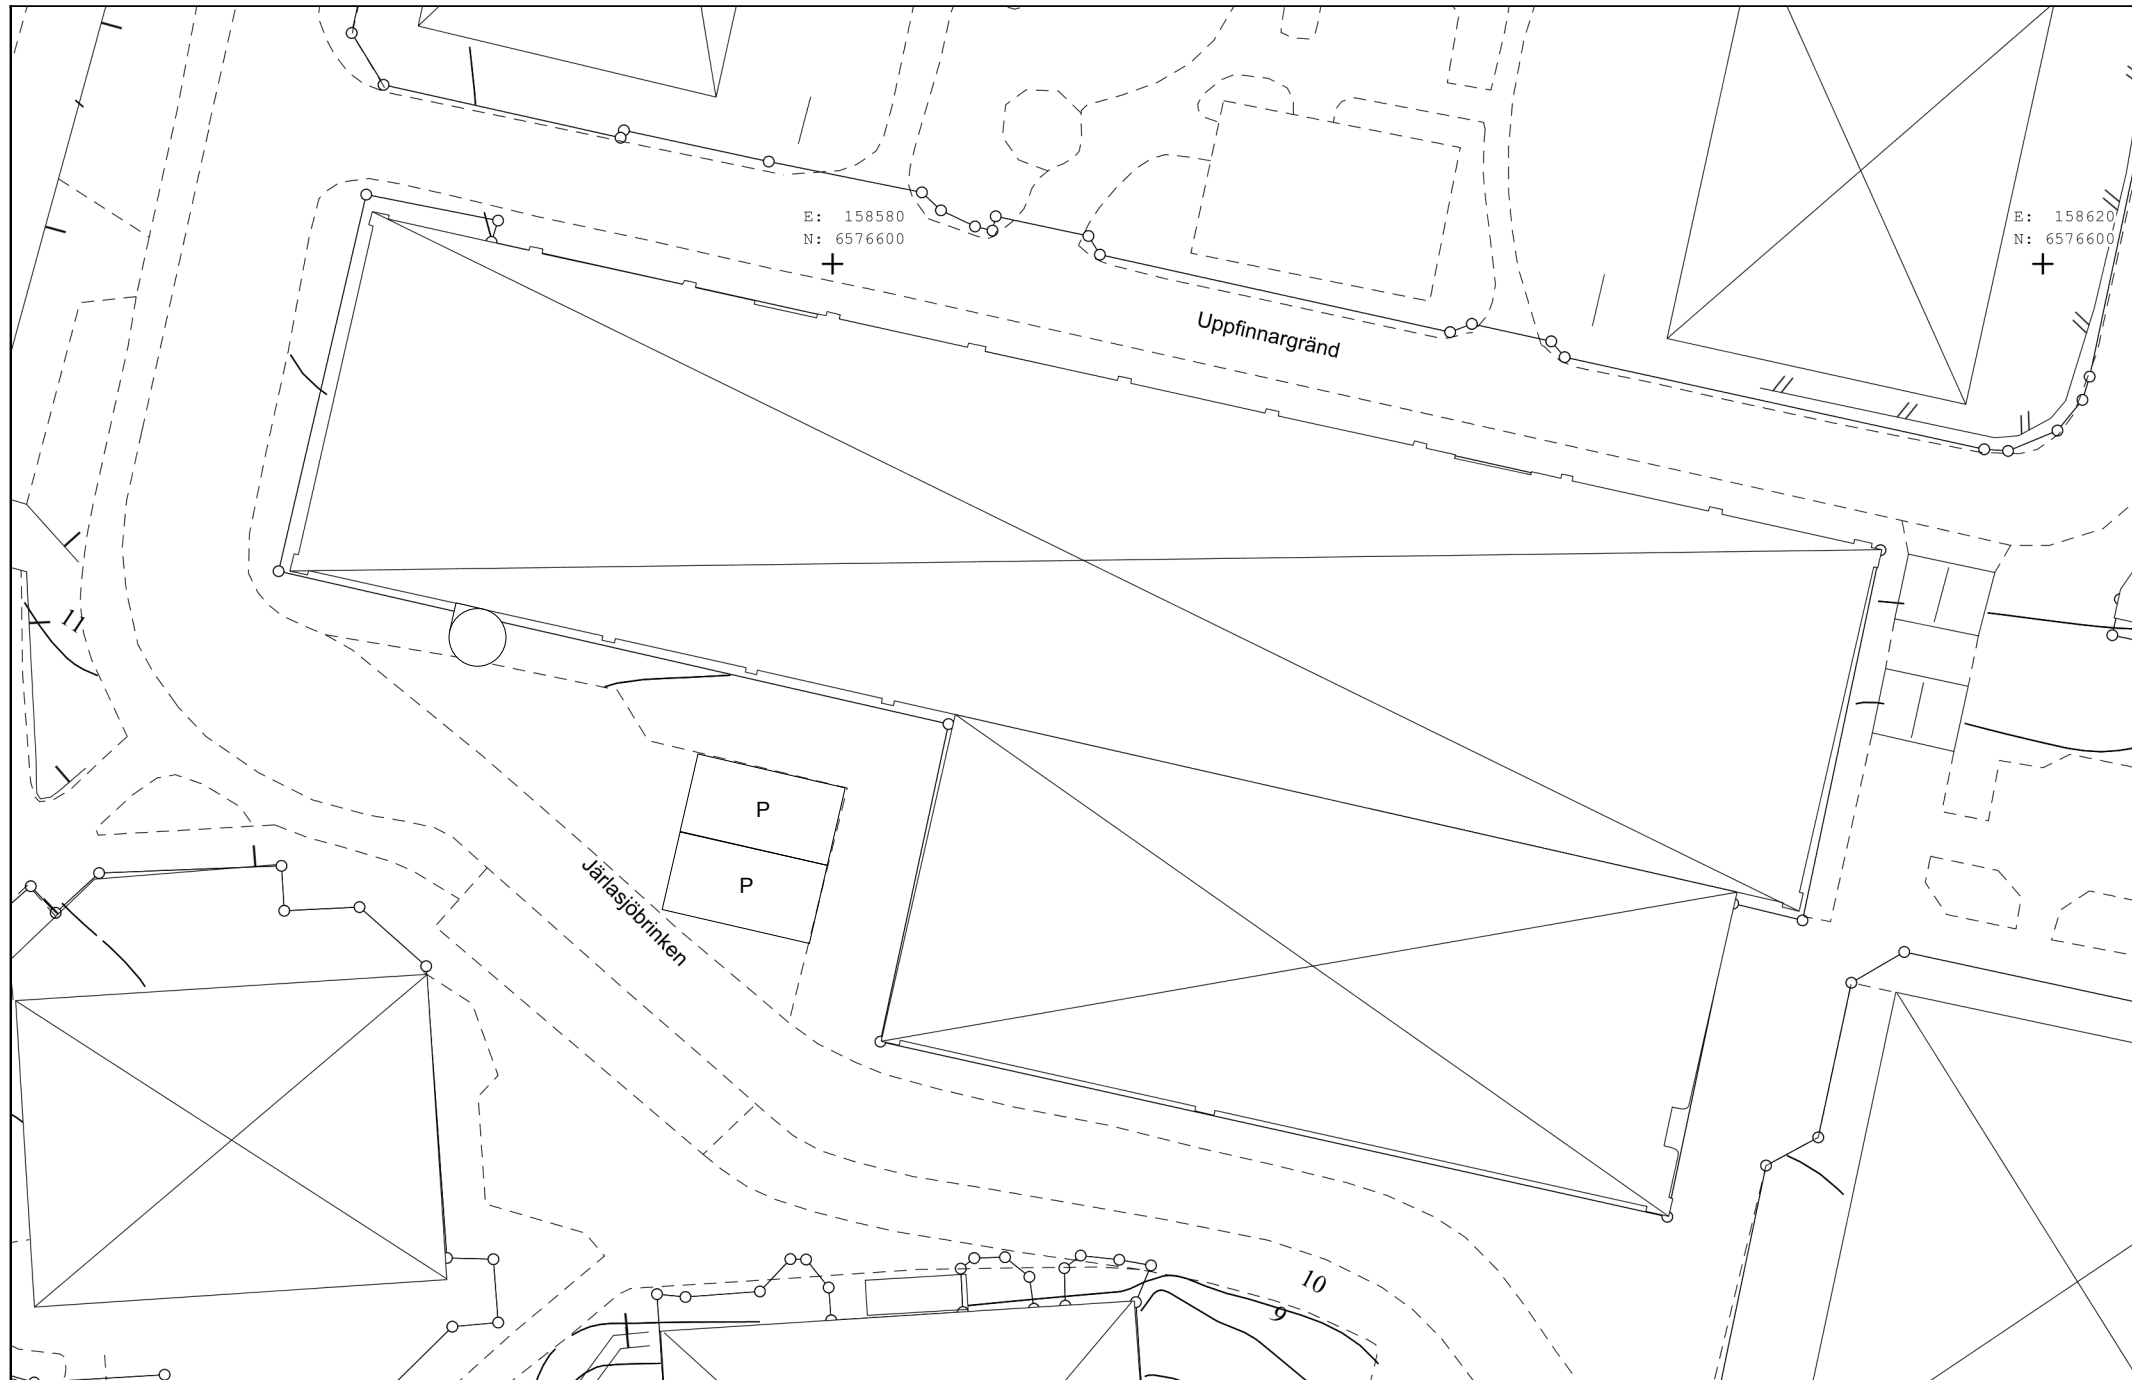 E: 158580
N: 6576600
E: 158620
N: 6576600
Uppfinnargränd
11
P
P
Järlasjöbrinken
10
9